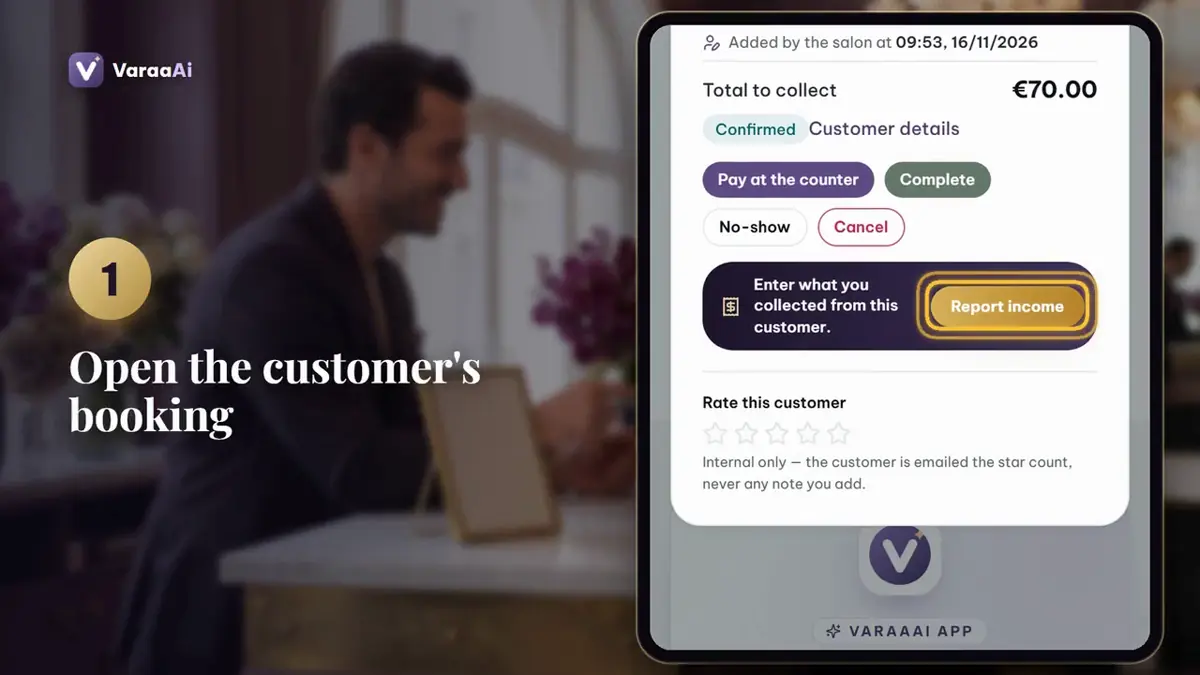 VaraaAi
1
Open the customer's
booking
Added by the salon at 09:53, 16/11/2026
Total to collect
€70.00
Confirmed
Customer details
Pay at the counter
Complete
No-show
Cancel
Enter what you
collected from this
customer.
Report income
Rate this customer
Internal only — the customer is emailed the star count,
never any note you add.
VARAAAI APP